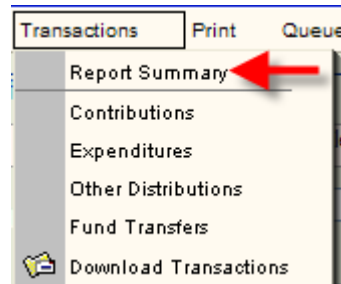 Transactions Print Queue
Report Summary
Contributions
Expenditures
Other Distributions
Fund Transfers
Download Transactions